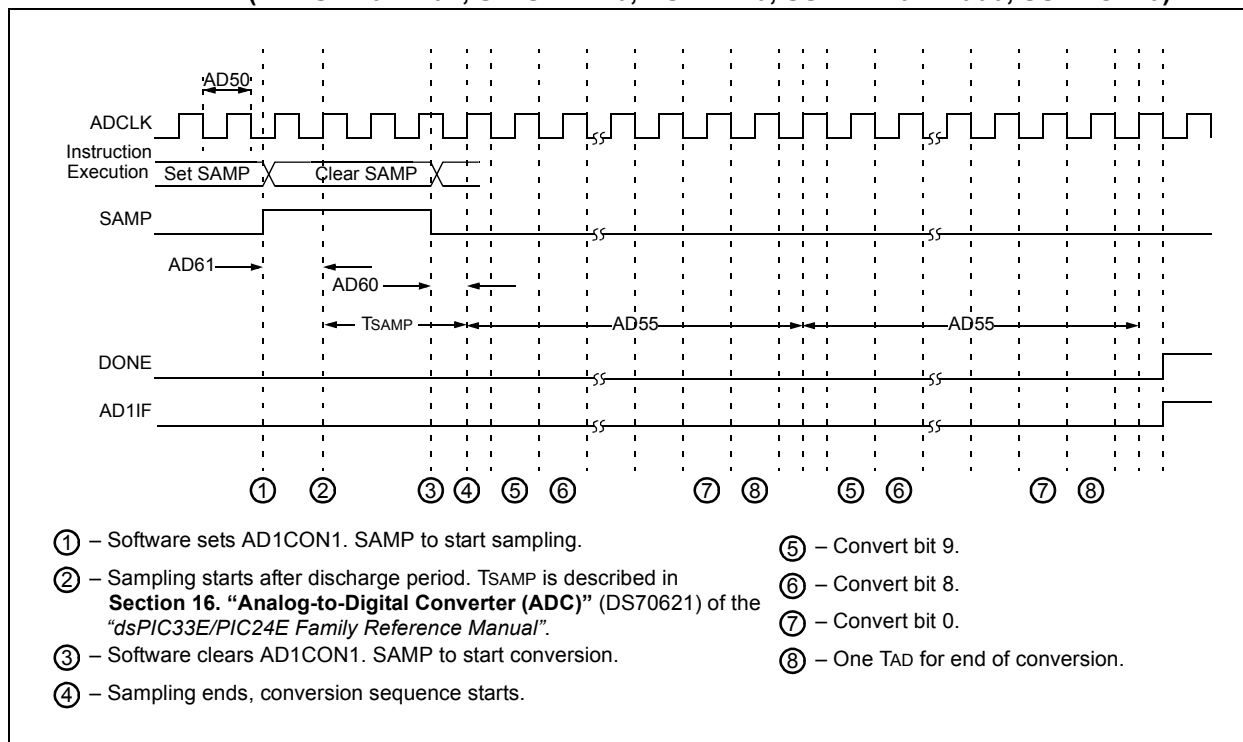 AD50
ADCLK
Instruction
Execution
Set SAMP
Clear SAMP
SAMP
AD61
AD60
TSAMP
AD55
AD55
DONE
AD1IF
1 2 3 4 5 6 7 8 5 6 7 8
1 – Software sets AD1CON1. SAMP to start sampling.
2 – Sampling starts after discharge period. TSAMP is described in
Section 16. “Analog-to-Digital Converter (ADC)” (DS70621) of the
“dsPIC33E/PIC24E Family Reference Manual”.
3 – Software clears AD1CON1. SAMP to start conversion.
4 – Sampling ends, conversion sequence starts.
5 – Convert bit 9.
6 – Convert bit 8.
7 – Convert bit 0.
8 – One TAD for end of conversion.